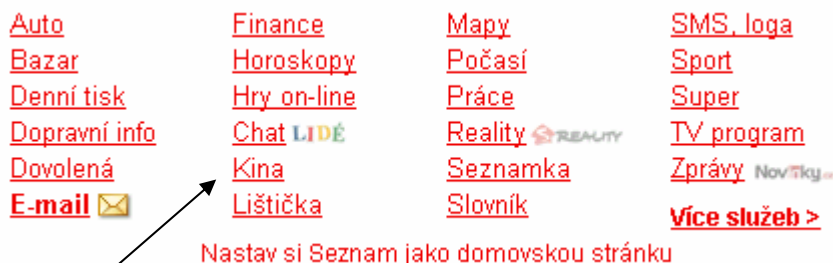 Auto Finance Mapy SMS, loga
Bazar Horoskopy Počasí Sport
Denní tisk Hry on-line Práce Super
Dopravní info Chat LIDÉ Reality SREALITY TV program
Dovolená Kina Seznamka Zprávy Novinky
E-mail Lištička Slovník Více služeb >
Nastav si Seznam jako domovskou stránku